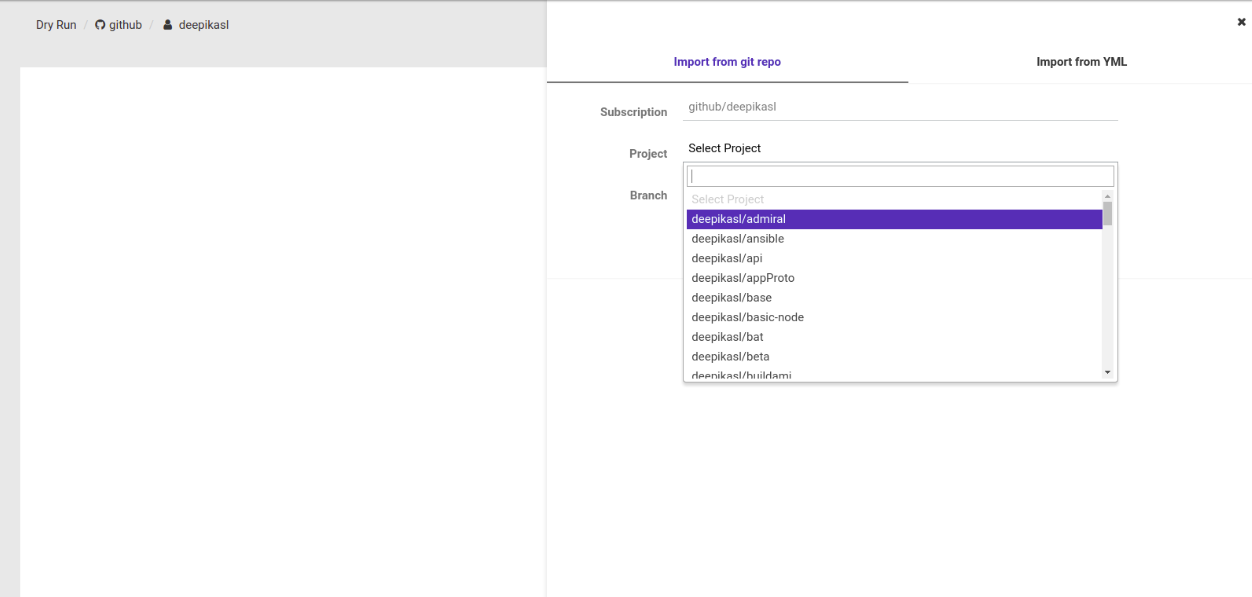 Dry Run / github / deepikasl
Import from git repo
Import from YML
Subscription
github/deepikasl
Project
Select Project
Branch
Select Project
deepikasl/admiral
deepikasl/ansible
deepikasl/api
deepikasl/appProto
deepikasl/base
deepikasl/basic-node
deepikasl/bat
deepikasl/beta
deepikasl/buildami